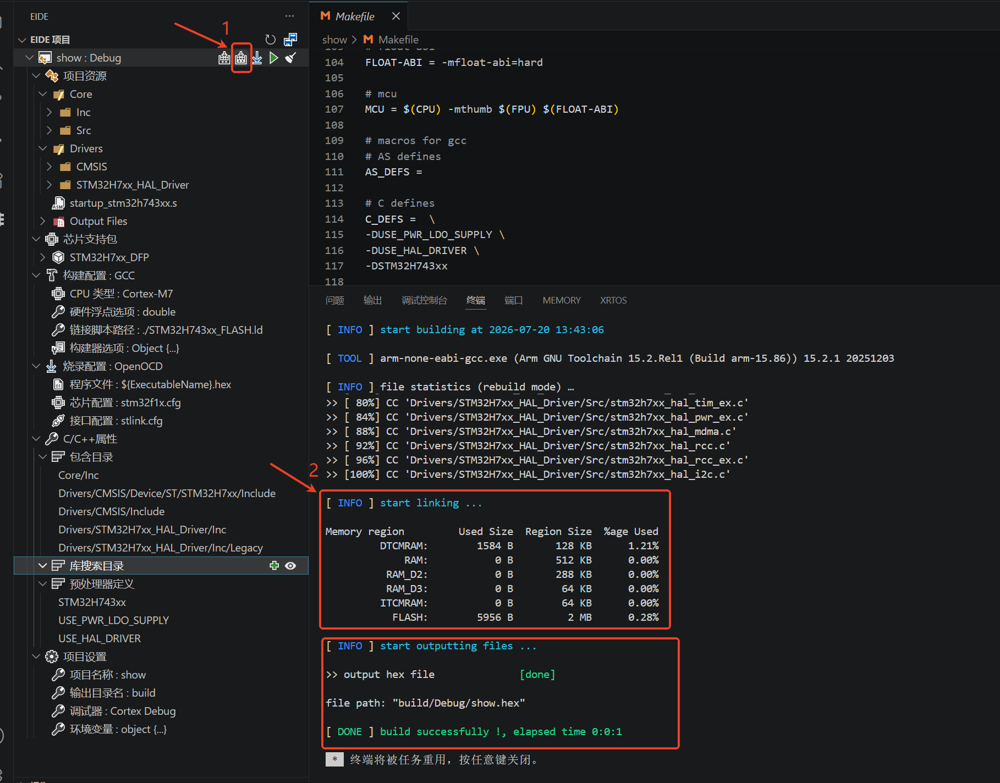 EIDE
EIDE 项目
show : Debug
项目资源
Core
Inc
Src
Drivers
CMSIS
STM32H7xx_HAL_Driver
startup_stm32h743xx.s
Output Files
芯片支持包
STM32H7xx_DFP
构建配置 : GCC
CPU 类型 : Cortex-M7
硬件浮点选项 : double
链接脚本路径 : ./STM32H743xx_FLASH.ld
构建器选项 : Object {...}
烧录配置 : OpenOCD
程序文件 : ${ExecutableName}.hex
芯片配置 : stm32f1x.cfg
接口配置 : stlink.cfg
C/C++属性
包含目录
Core/Inc
Drivers/CMSIS/Device/ST/STM32H7xx/Include
Drivers/CMSIS/Include
Drivers/STM32H7xx_HAL_Driver/Inc
Drivers/STM32H7xx_HAL_Driver/Inc/Legacy
库搜索目录
预处理器定义
STM32H743xx
USE_PWR_LDO_SUPPLY
USE_HAL_DRIVER
项目设置
项目名称 : show
输出目录名 : build
调试器 : Cortex Debug
环境变量 : object {...}
1
2
Makefile
show > Makefile
104 FLOAT-ABI = -mfloat-abi=hard
105
106 # mcu
107 MCU = $(CPU) -mthumb $(FPU) $(FLOAT-ABI)
108
109 # macros for gcc
110 # AS defines
111 AS_DEFS =
112
113 # C defines
114 C_DEFS =  \
115 -DUSE_PWR_LDO_SUPPLY \
116 -DUSE_HAL_DRIVER \
117 -DSTM32H743xx
118
问题 输出 调试控制台 终端 端口 MEMORY XRTOS
[ INFO ] start building at 2026-07-20 13:43:06
[ TOOL ] arm-none-eabi-gcc.exe (Arm GNU Toolchain 15.2.Rel1 (Build arm-15.86)) 15.2.1 20251203
[ INFO ] file statistics (rebuild mode) …
>> [ 80%] CC 'Drivers/STM32H7xx_HAL_Driver/Src/stm32h7xx_hal_tim_ex.c'
>> [ 84%] CC 'Drivers/STM32H7xx_HAL_Driver/Src/stm32h7xx_hal_pwr_ex.c'
>> [ 88%] CC 'Drivers/STM32H7xx_HAL_Driver/Src/stm32h7xx_hal_mdma.c'
>> [ 92%] CC 'Drivers/STM32H7xx_HAL_Driver/Src/stm32h7xx_hal_rcc.c'
>> [ 96%] CC 'Drivers/STM32H7xx_HAL_Driver/Src/stm32h7xx_hal_rcc_ex.c'
>> [100%] CC 'Drivers/STM32H7xx_HAL_Driver/Src/stm32h7xx_hal_i2c.c'
[ INFO ] start linking ...
Memory region Used Size Region Size %age Used
DTCMRAM: 1584 B 128 KB 1.21%
RAM: 0 B 512 KB 0.00%
RAM_D2: 0 B 288 KB 0.00%
RAM_D3: 0 B 64 KB 0.00%
ITCMRAM: 0 B 64 KB 0.00%
FLASH: 5956 B 2 MB 0.28%
[ INFO ] start outputting files ...
>> output hex file [done]
file path: "build/Debug/show.hex"
[ DONE ] build successfully !, elapsed time 0:0:1
* 终端将被任务重用，按任意键关闭。